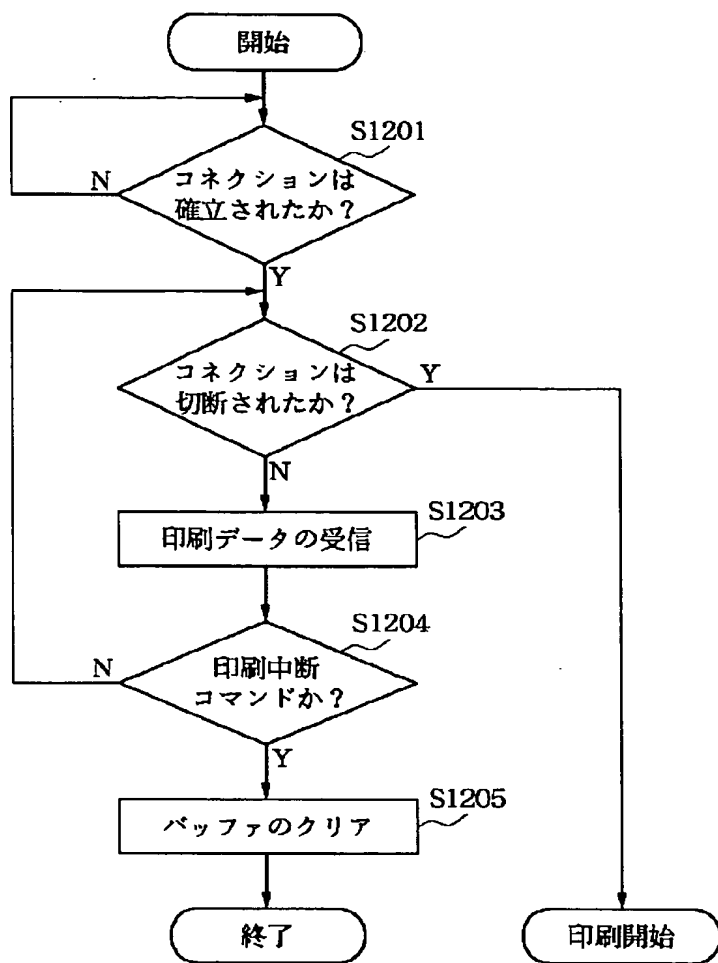 開始
S1201
コネクションは
確立されたか？
N
Y
S1202
コネクションは
切断されたか？
Y
N
S1203
印刷データの受信
S1204
印刷中断
コマンドか？
N
Y
S1205
バッファのクリア
終了
印刷開始